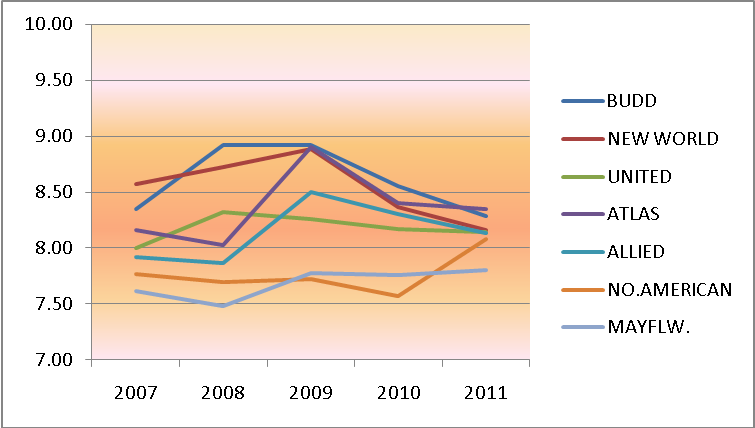 10.00
9.50
9.00
8.50
8.00
7.50
7.00
2007 2008 2009 2010 2011
BUDD
NEW WORLD
UNITED
ATLAS
ALLIED
NO.AMERICAN
MAYFLW.